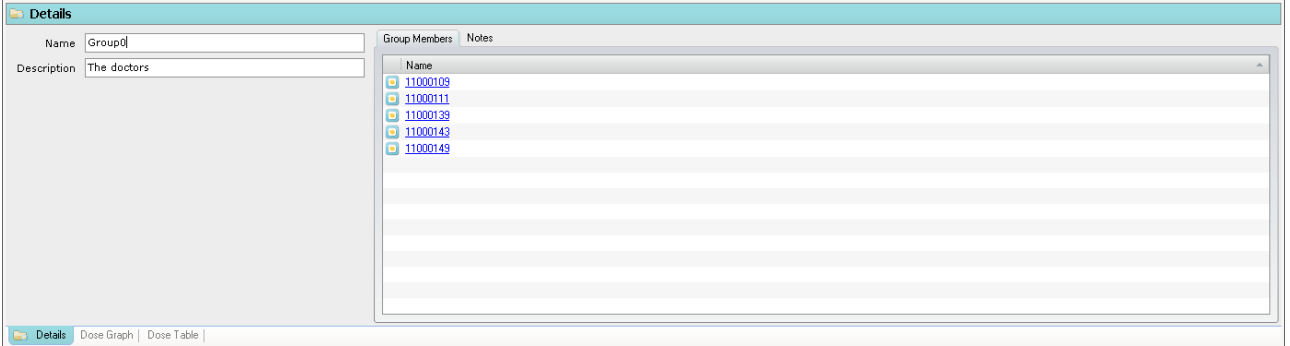 Details
Name Group0
Description The doctors
Group Members Notes
Name
11000109
11000111
11000139
11000143
11000149
Details Dose Graph | Dose Table |